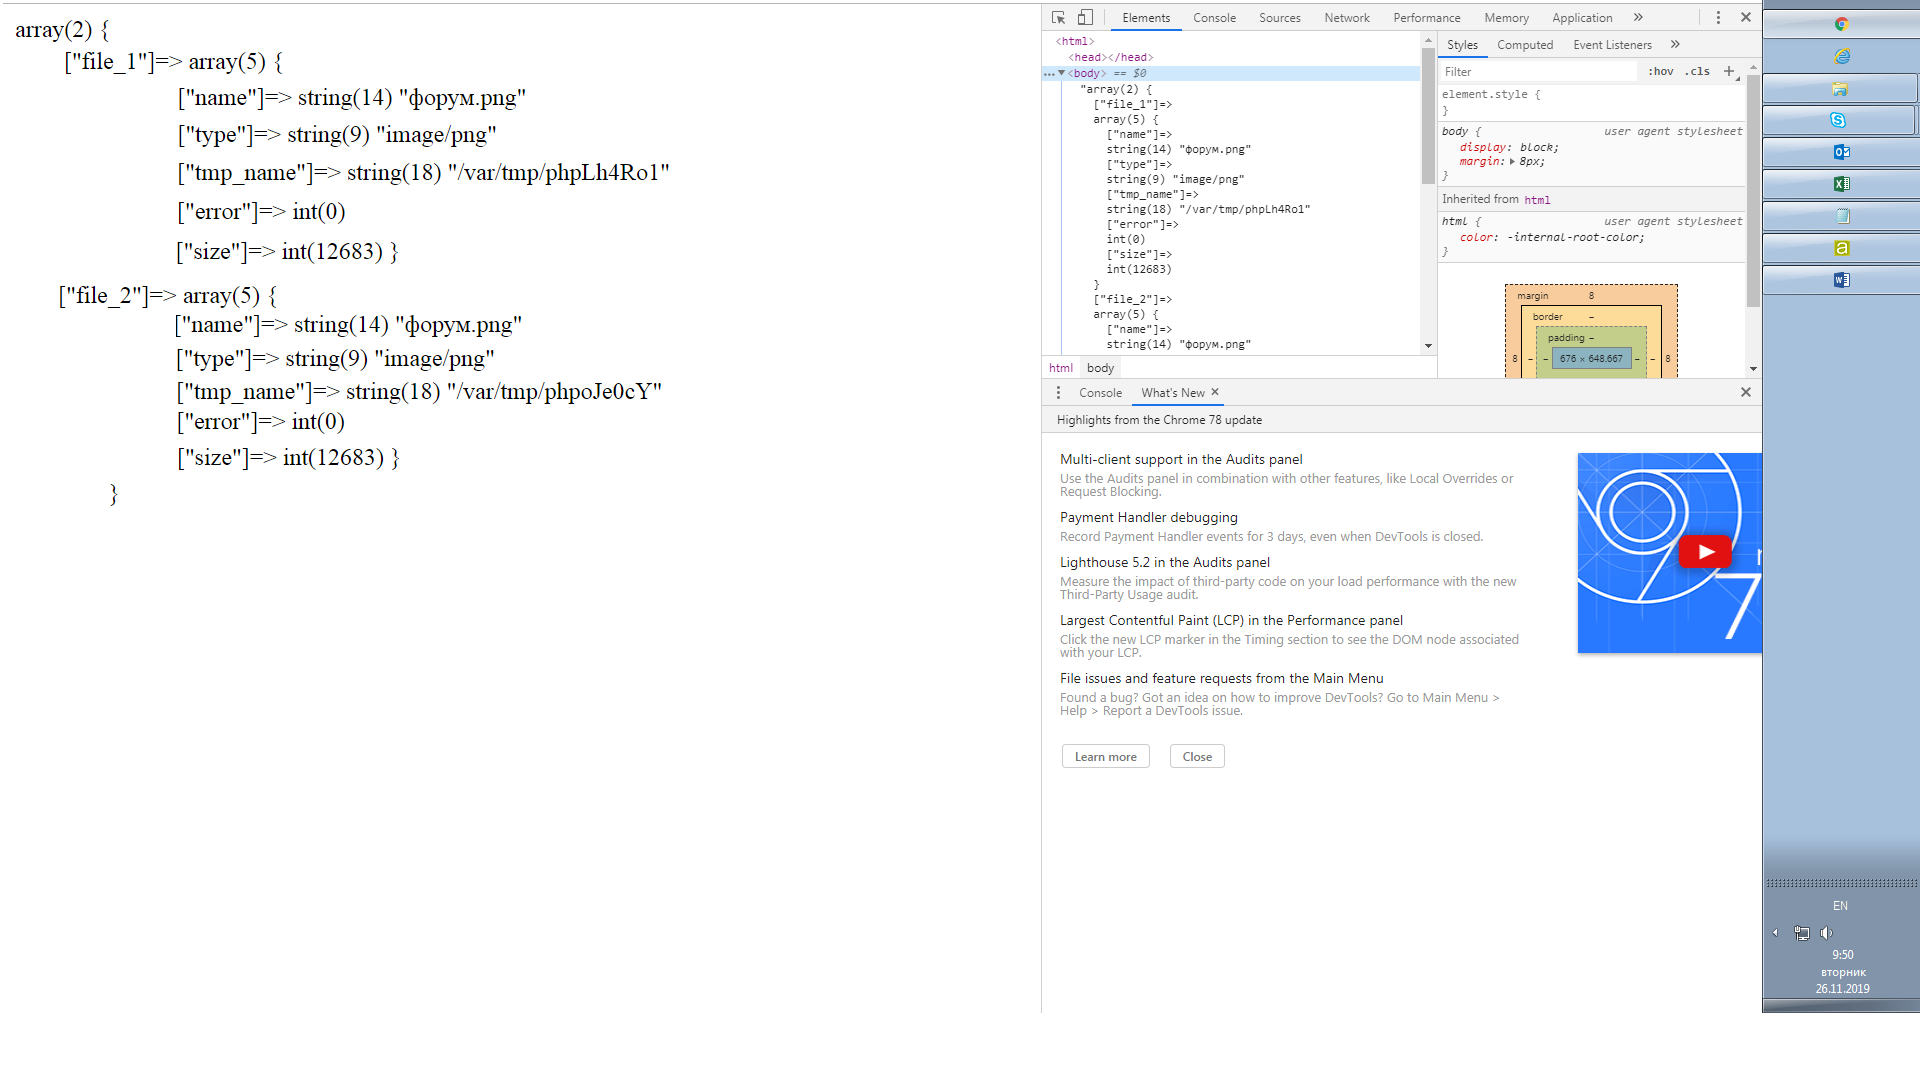 array(2) {
["file_1"]=> array(5) {
["name"]=> string(14) "форум.png"
["type"]=> string(9) "image/png"
["tmp_name"]=> string(18) "/var/tmp/phpLh4Ro1"
["error"]=> int(0)
["size"]=> int(12683) }
["file_2"]=> array(5) {
["name"]=> string(14) "форум.png"
["type"]=> string(9) "image/png"
["tmp_name"]=> string(18) "/var/tmp/phpoJe0cY"
["error"]=> int(0)
["size"]=> int(12683) }
}
Elements Console Sources Network Performance Memory Application »
<html>
<head></head>
... ▼<body> == $0
"array(2) {
["file_1"]=>
array(5) {
["name"]=>
string(14) "форум.png"
["type"]=>
string(9) "image/png"
["tmp_name"]=>
string(18) "/var/tmp/phpLh4Ro1"
["error"]=>
int(0)
["size"]=>
int(12683)
}
["file_2"]=>
array(5) {
["name"]=>
string(14) "форум.png"
html body
Styles Computed Event Listeners »
Filter :hov .cls +
element.style {
}
body { user agent stylesheet
display: block;
margin: ▶ 8px;
}
Inherited from html
html { user agent stylesheet
color: -internal-root-color;
}
margin 8
border –
padding –
8 – – 676 × 648.667 – – 8
Console What's New ×
Highlights from the Chrome 78 update
Multi-client support in the Audits panel
Use the Audits panel in combination with other features, like Local Overrides or
Request Blocking.
Payment Handler debugging
Record Payment Handler events for 3 days, even when DevTools is closed.
Lighthouse 5.2 in the Audits panel
Measure the impact of third-party code on your load performance with the new
Third-Party Usage audit.
Largest Contentful Paint (LCP) in the Performance panel
Click the new LCP marker in the Timing section to see the DOM node associated
with your LCP.
File issues and feature requests from the Main Menu
Found a bug? Got an idea on how to improve DevTools? Go to Main Menu >
Help > Report a DevTools issue.
Learn more Close
7
EN
9:50
вторник
26.11.2019